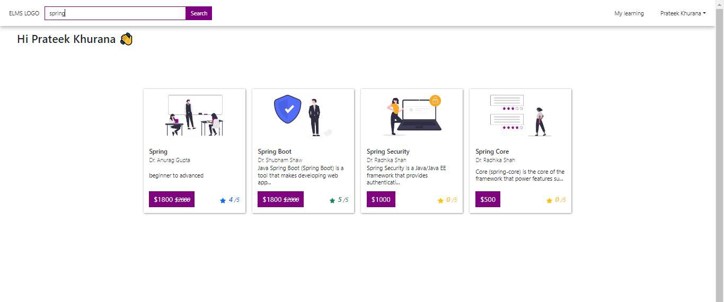 ELMS LOGO
spring
Search
My learning
Prateek Khurana
Hi Prateek Khurana 👋
Spring
Dr. Anurag Gupta
beginner to advanced
$1800 $2000
4 /5
Spring Boot
Dr. Shubham Shaw
Java Spring Boot (Spring Boot) is a
tool that makes developing web
app...
$1800 $2000
5 /5
Spring Security
Dr. Radhika Shah
Spring Security is a Java/Java EE
framework that provides
authenticati...
$1000
0 /5
Spring Core
Dr. Radhika Shah
Core (spring-core) is the core of the
framework that power features su...
$500
0 /5